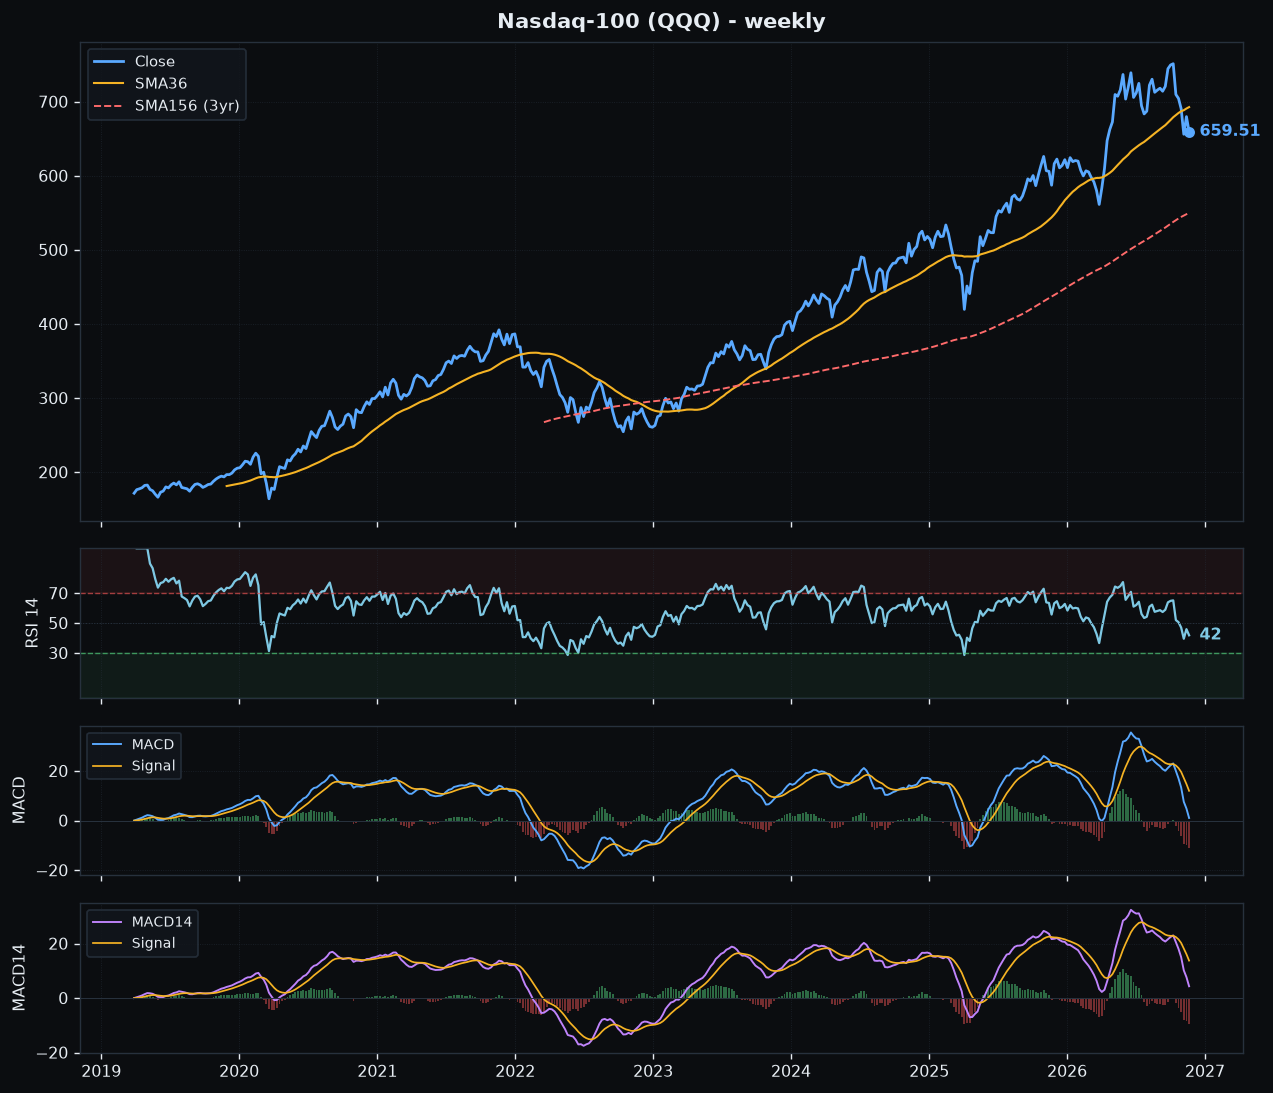 Nasdaq-100 (QQQ) - weekly
Close
SMA36
SMA156 (3yr)
700
600
500
400
300
200
659.51
RSI 14
70
50
30
42
MACD
MACD
Signal
20
0
−20
MACD14
MACD14
Signal
20
0
−20
2019 2020 2021 2022 2023 2024 2025 2026 2027